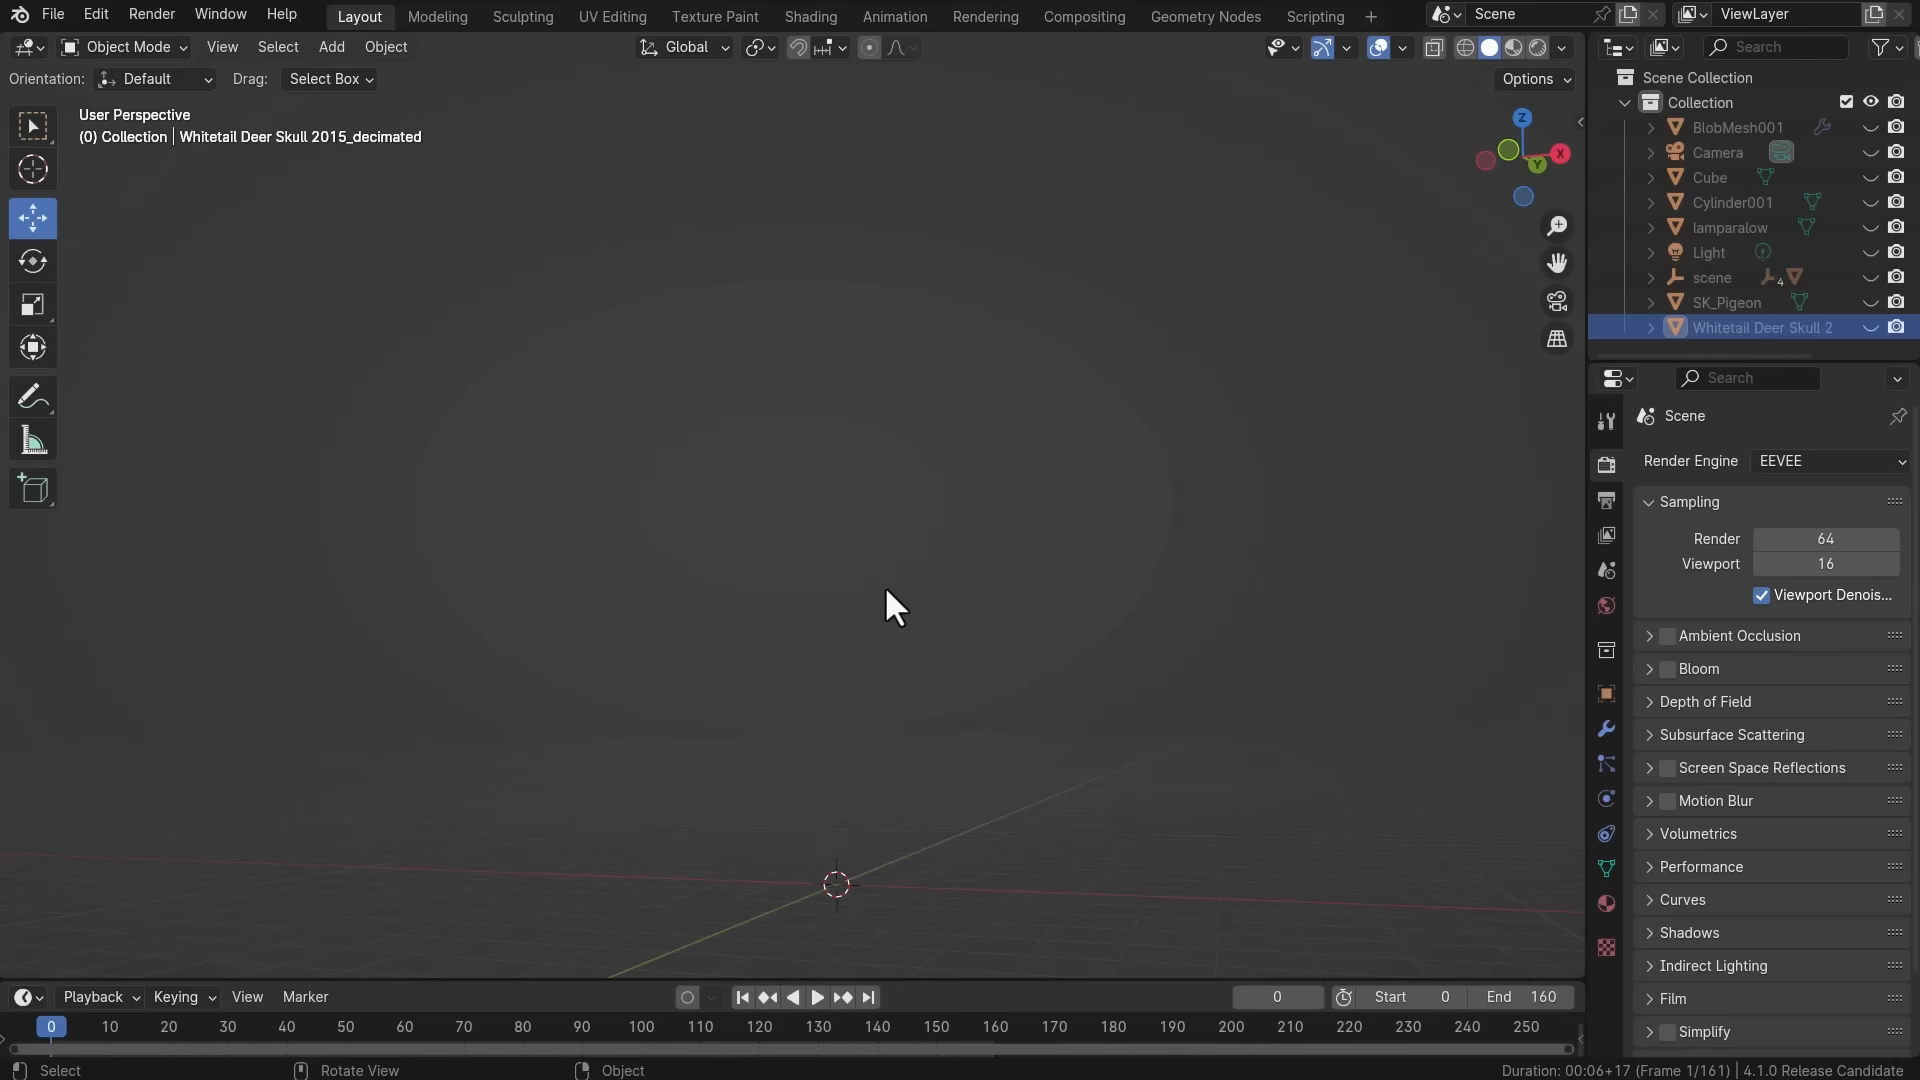 File Edit Render Window Help Layout Modeling Sculpting UV Editing Texture Paint Shading Animation Rendering Compositing Geometry Nodes Scripting + Scene ViewLayer
Object Mode View Select Add Object Global Search
Orientation: Default Drag: Select Box Options
User Perspective
(0) Collection | Whitetail Deer Skull 2015_decimated
Z
X
Y
Scene Collection
Collection
BlobMesh001
Camera
Cube
Cylinder001
lamparalow
Light
scene 4
SK_Pigeon
Whitetail Deer Skull 2
Search
Scene
Render Engine EEVEE
Sampling
Render 64
Viewport 16
Viewport Denois...
Ambient Occlusion
Bloom
Depth of Field
Subsurface Scattering
Screen Space Reflections
Motion Blur
Volumetrics
Performance
Curves
Shadows
Indirect Lighting
Film
Simplify
Playback Keying View Marker 0 Start 0 End 160
0 10 20 30 40 50 60 70 80 90 100 110 120 130 140 150 160 170 180 190 200 210 220 230 240 250
Select Rotate View Object Duration: 00:06+17 (Frame 1/161) | 4.1.0 Release Candidate